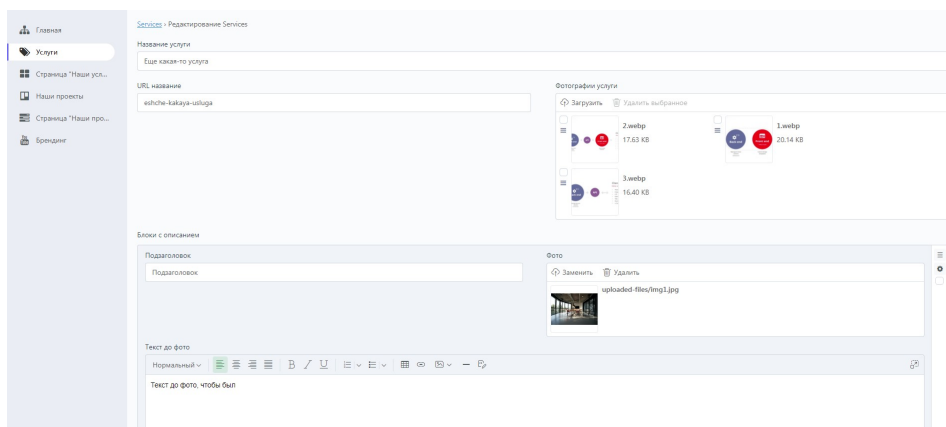 Главная
Услуги
Страница "Наши усл...
Наши проекты
Страница "Наши про...
Брендинг
Services › Редактирование Services
Название услуги
Еще какая-то услуга
URL название
eshche-kakaya-usluga
Фотографии услуги
Загрузить Удалить выбранное
2.webp
17.63 KB
1.webp
20.14 KB
3.webp
16.40 KB
Блоки с описанием
Подзаголовок
Подзаголовок
Фото
Заменить Удалить
uploaded-files/img1.jpg
Текст до фото
Нормальный B I U
Текст до фото, чтобы был